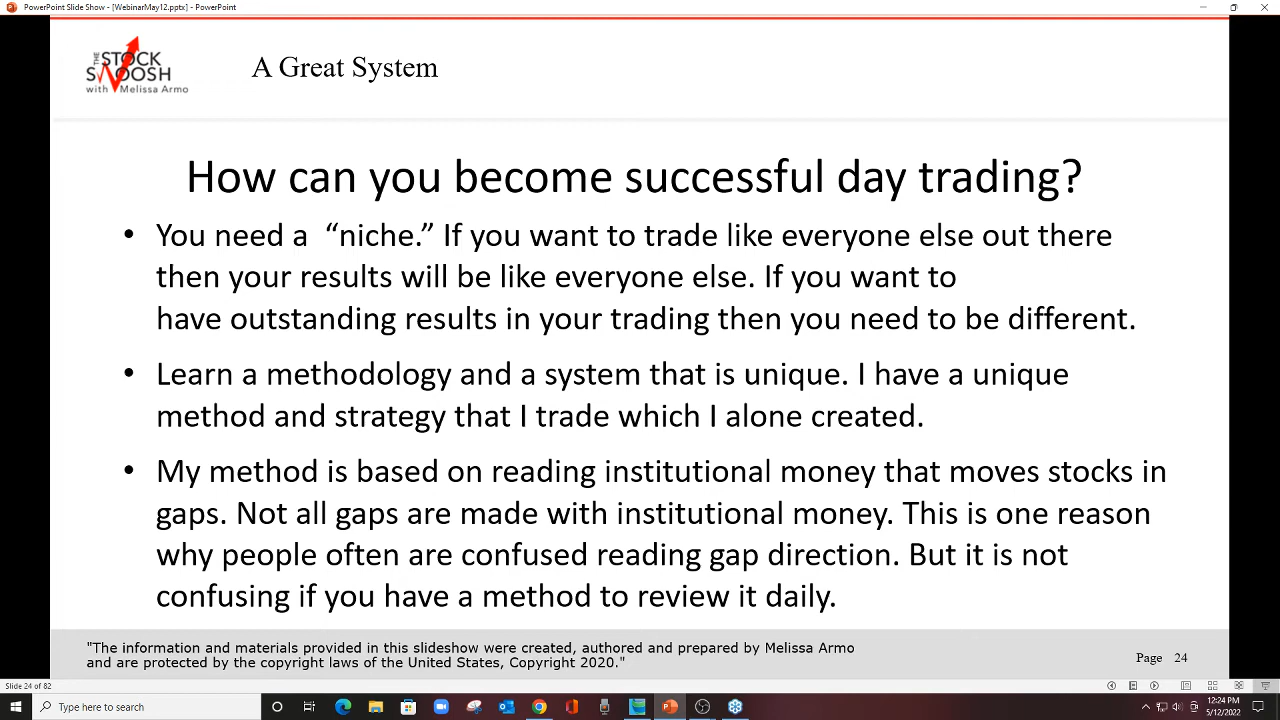 PowerPoint Slide Show - [WebinarMay12.pptx] - PowerPoint
THE
STOCK
SWOOSH
with Melissa Armo
A Great System
How can you become successful day trading?
• You need a “niche.” If you want to trade like everyone else out there
then your results will be like everyone else. If you want to
have outstanding results in your trading then you need to be different.
• Learn a methodology and a system that is unique. I have a unique
method and strategy that I trade which I alone created.
• My method is based on reading institutional money that moves stocks in
gaps. Not all gaps are made with institutional money. This is one reason
why people often are confused reading gap direction. But it is not
confusing if you have a method to review it daily.
"The information and materials provided in this slideshow were created, authored and prepared by Melissa Armo
and are protected by the copyright laws of the United States, Copyright 2020."
Page 24
Slide 24 of 82
Type here to search
12:24 PM
5/12/2022